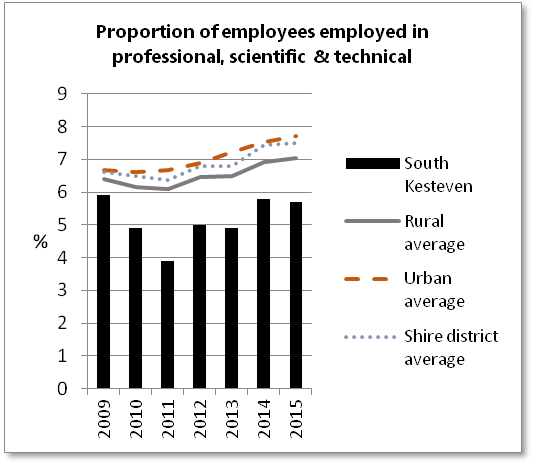 Proportion of employees employed in
professional, scientific & technical
9
8
7
6
5
4
3
2
1
0
%
2009
2010
2011
2012
2013
2014
2015
South
Kesteven
Rural
average
Urban
average
Shire district
average